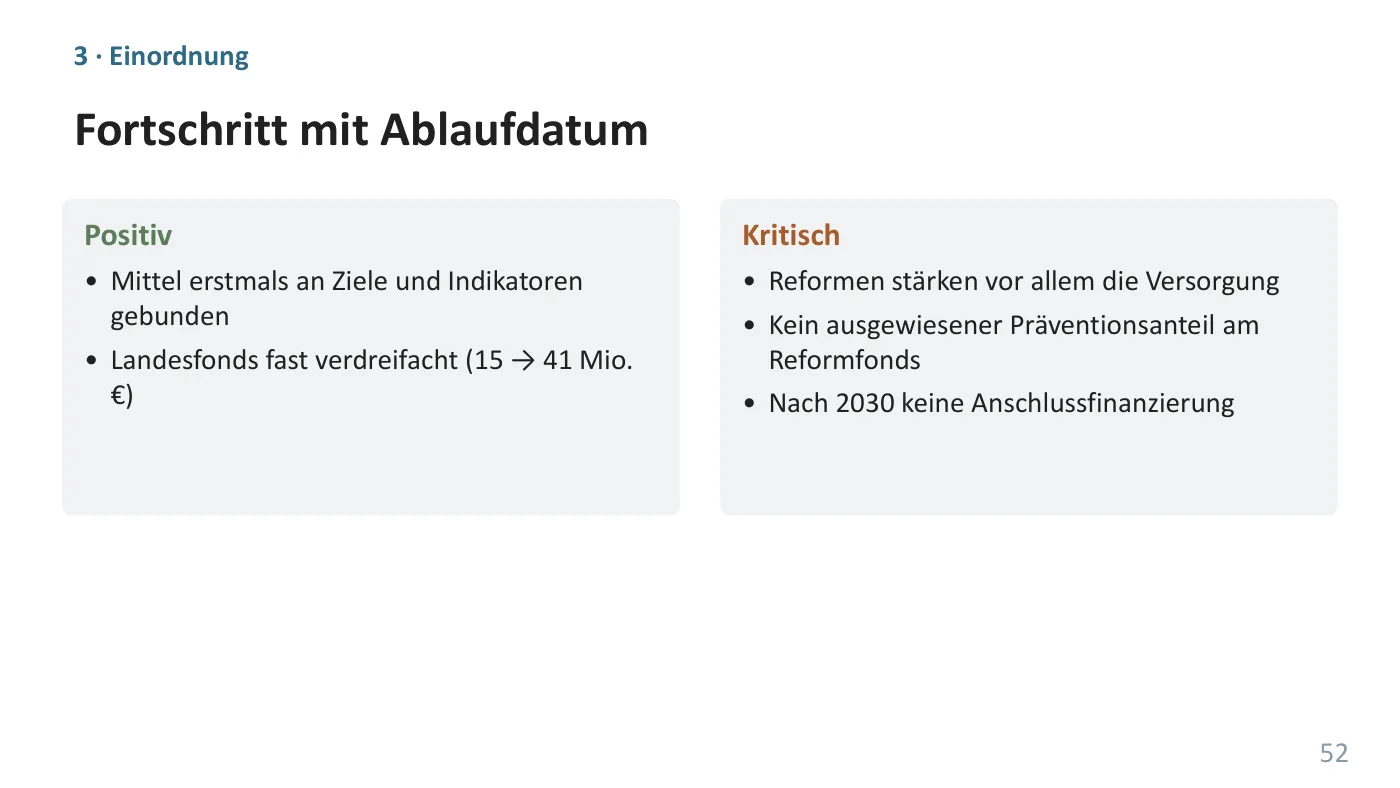 3 · Einordnung
Fortschritt mit Ablaufdatum
Positiv
• Mittel erstmals an Ziele und Indikatoren
gebunden
• Landesfonds fast verdreifacht (15 → 41 Mio.
€)
Kritisch
• Reformen stärken vor allem die Versorgung
• Kein ausgewiesener Präventionsanteil am
Reformfonds
• Nach 2030 keine Anschlussfinanzierung
52